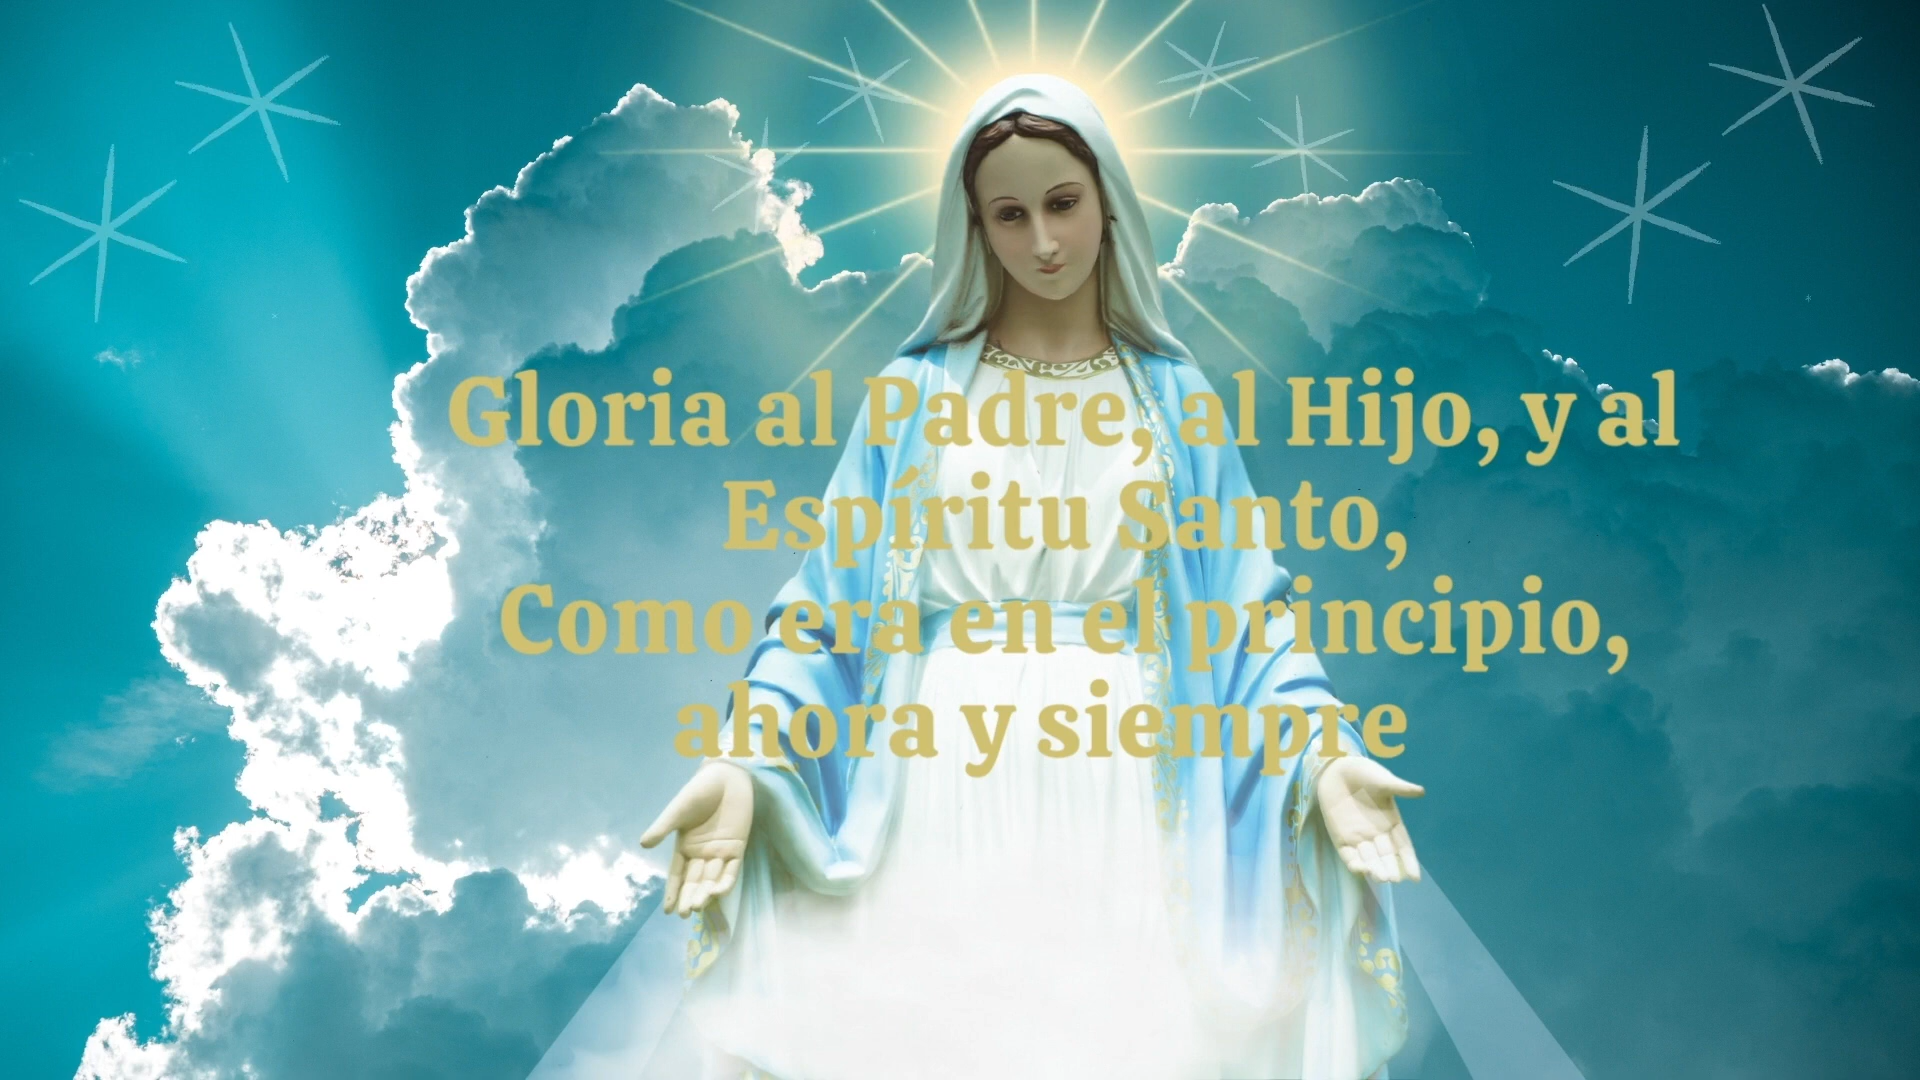 Gloria al Padre, al Hijo, y al
Espíritu Santo,
Como era en el principio,
ahora y siempre